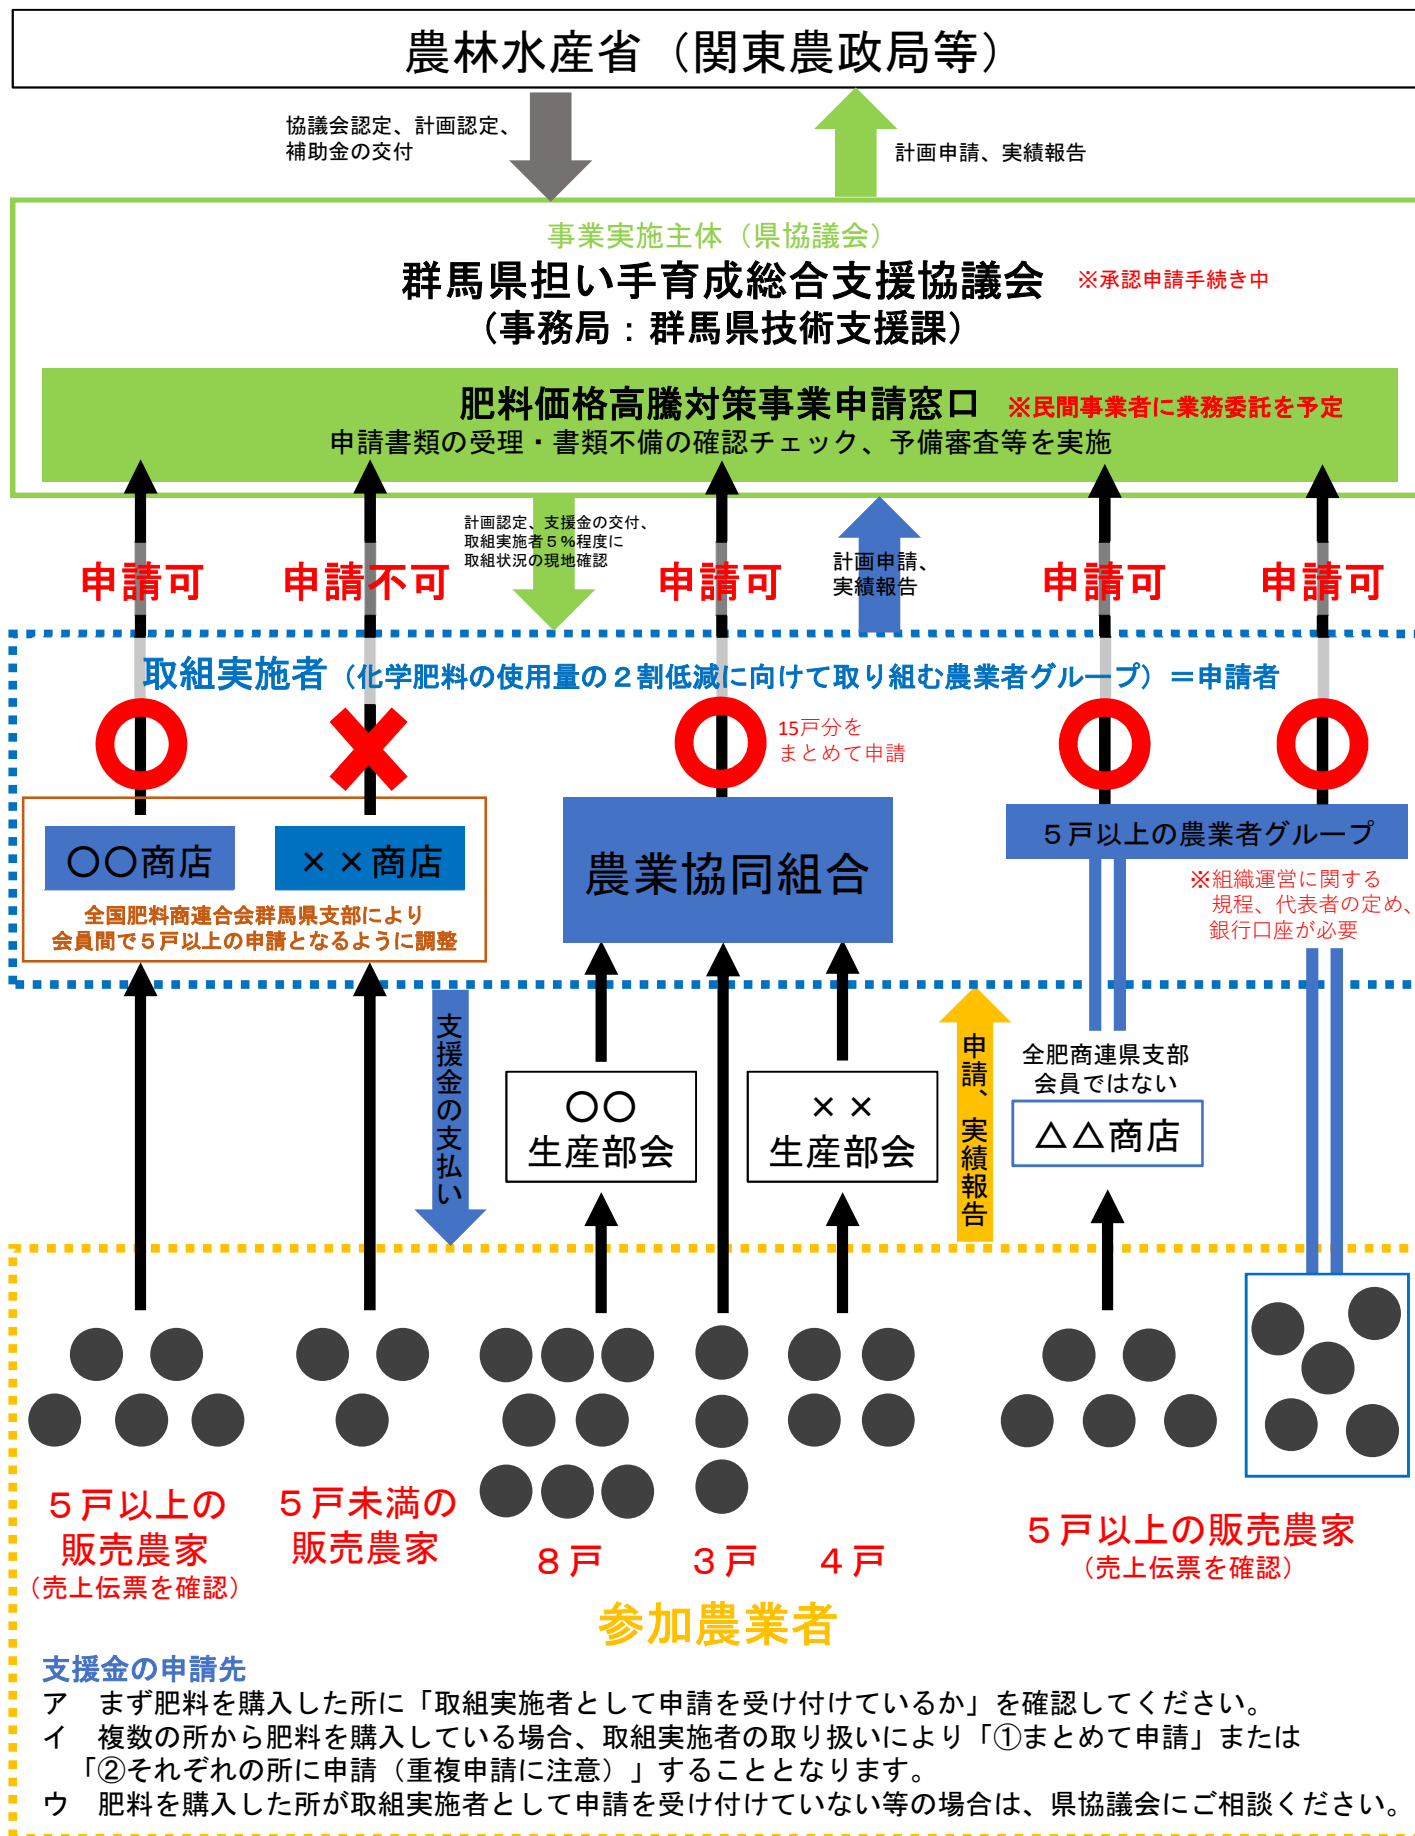 農林水産省（関東農政局等）
協議会認定、計画認定、
補助金の交付
計画申請、実績報告
事業実施主体（県協議会）
群馬県担い手育成総合支援協議会　※承認申請手続き中
（事務局：群馬県技術支援課）
肥料価格高騰対策事業申請窓口　※民間事業者に業務委託を予定
申請書類の受理・書類不備の確認チェック、予備審査等を実施
計画認定、支援金の交付、
取組実施者５％程度に
取組状況の現地確認
計画申請、
実績報告
申請可
申請不可
申請可
申請可
申請可
取組実施者（化学肥料の使用量の２割低減に向けて取り組む農業者グループ）＝申請者
15戸分を
まとめて申請
〇〇商店
××商店
全国肥料商連合会群馬県支部により
会員間で５戸以上の申請となるように調整
農業協同組合
５戸以上の農業者グループ
※組織運営に関する
規程、代表者の定め、
銀行口座が必要
支援金の支払い
〇〇
生産部会
××
生産部会
申請、実績報告
全肥商連県支部
会員ではない
△△商店
５戸以上の
販売農家
（売上伝票を確認）
５戸未満の
販売農家
８戸
３戸
４戸
５戸以上の販売農家
（売上伝票を確認）
参加農業者
支援金の申請先
ア　まず肥料を購入した所に「取組実施者として申請を受け付けているか」を確認してください。
イ　複数の所から肥料を購入している場合、取組実施者の取り扱いにより「①まとめて申請」または
「②それぞれの所に申請（重複申請に注意）」することとなります。
ウ　肥料を購入した所が取組実施者として申請を受け付けていない等の場合は、県協議会にご相談ください。